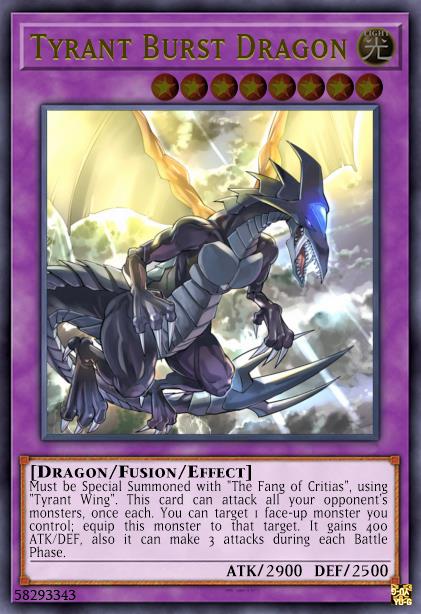 Tyrant Burst Dragon
LIGHT
光
[Dragon/Fusion/Effect]
Must be Special Summoned with "The Fang of Critias", using
"Tyrant Wing". This card can attack all your opponent's
monsters, once each. You can target 1 face-up monster you
control; equip this monster to that target. It gains 400
ATK/DEF, also it can make 3 attacks during each Battle
Phase.
ATK/2900 DEF/2500
58293343